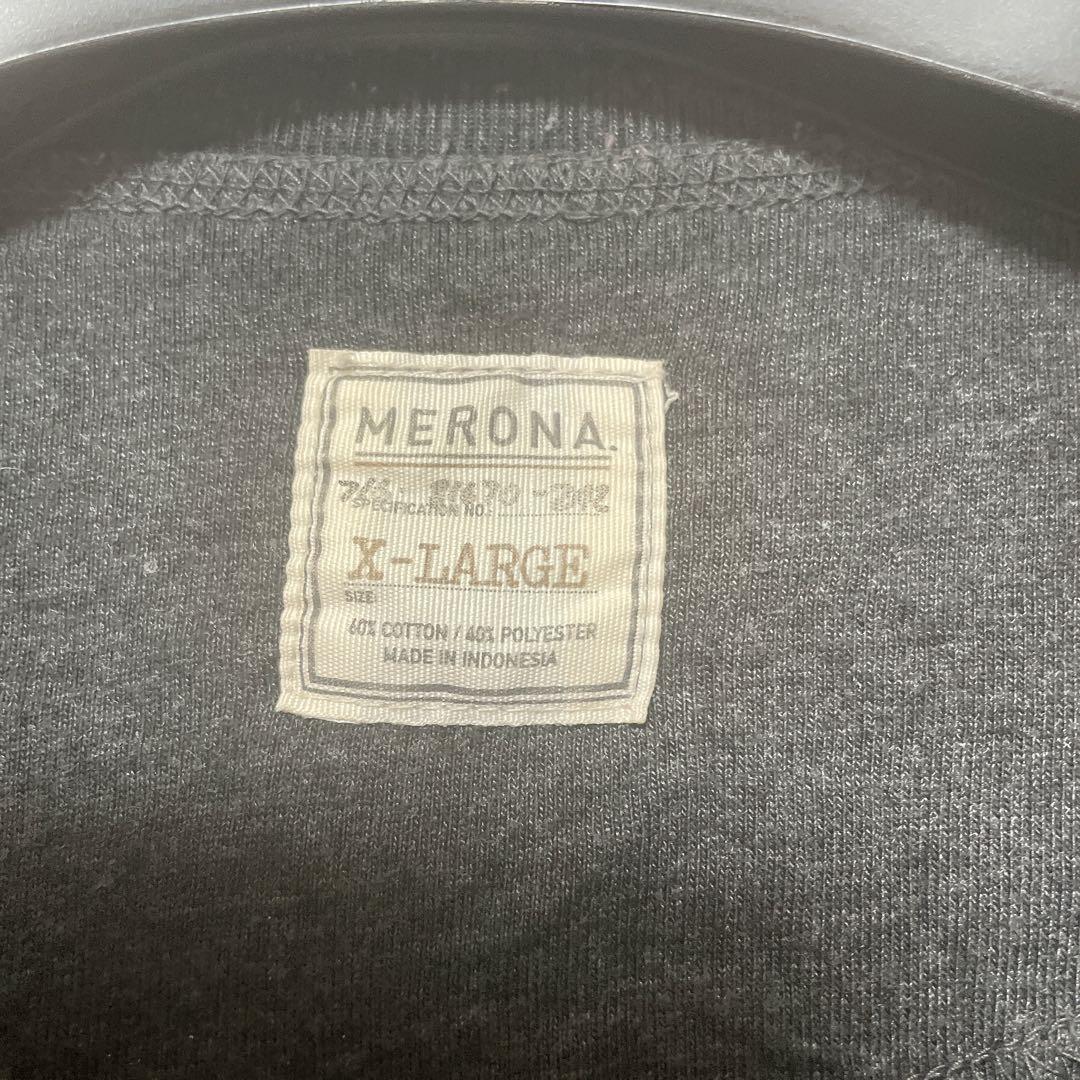 MERONA.
SPECIFICATION NO.
X-LARGE
SIZE
60% COTTON / 40% POLYESTER
MADE IN INDONESIA